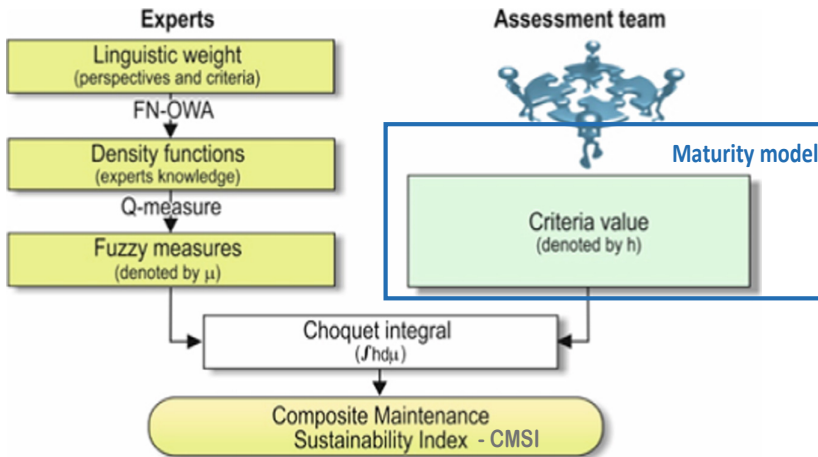 Experts
Linguistic weight
(perspectives and criteria)
FN-OWA
Density functions
(experts knowledge)
Q-measure
Fuzzy measures
(denoted by μ)
Assessment team
Maturity model
Criteria value
(denoted by h)
Choquet integral
(∫hdμ)
Composite Maintenance
Sustainability Index - CMSI